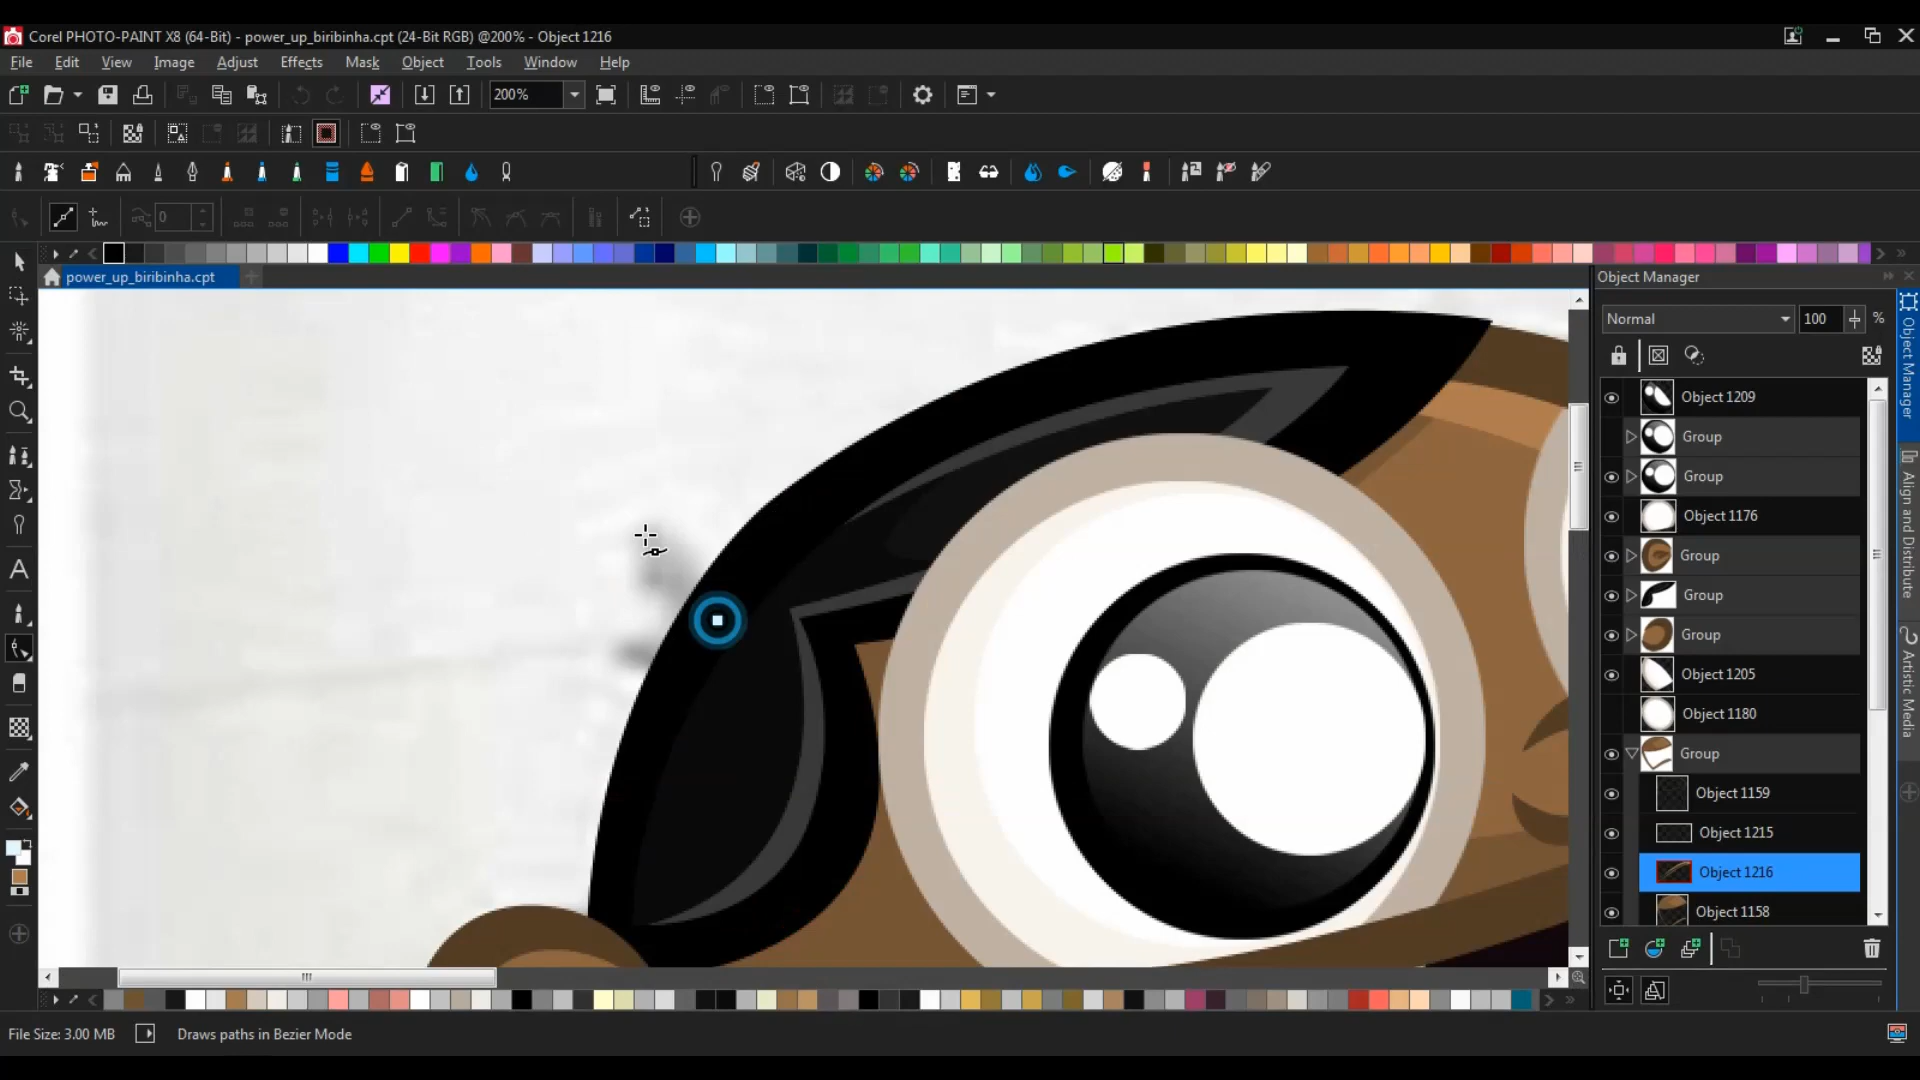 Corel PHOTO-PAINT X8 (64-Bit) - power_up_biribinha.cpt (24-Bit RGB) @200% - Object 1216
File Edit View Image Adjust Effects Mask Object Tools Window Help
200%
0
power_up_biribinha.cpt
Object Manager
Normal 100 %
Object 1209
Group
Group
Object 1176
Group
Group
Group
Object 1205
Object 1180
Group
Object 1159
Object 1215
Object 1216
Object 1158
Object Manager
Align and Distribute
Artistic Media
File Size: 3.00 MB Draws paths in Bezier Mode